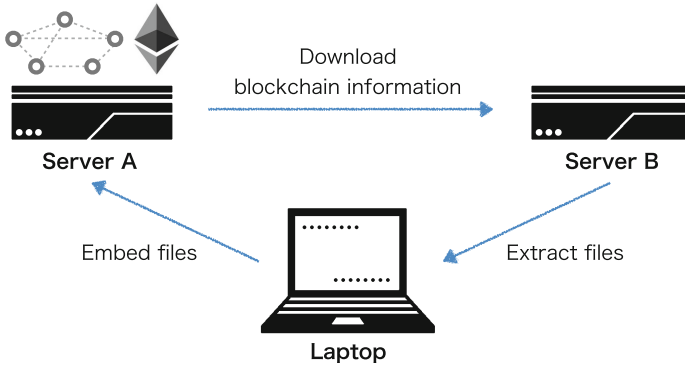 Download
blockchain information
Server A
Server B
Embed files
Extract files
Laptop